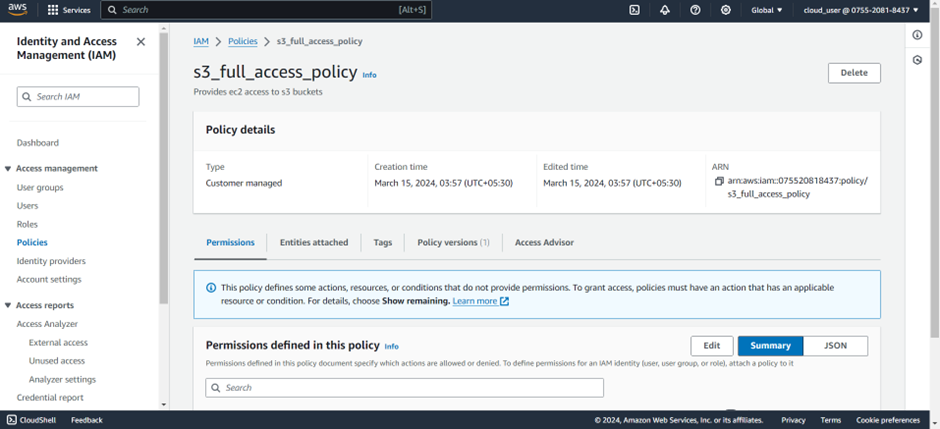 aws
Services
Search
[Alt+S]
Global
cloud_user @ 0755-2081-8437
Identity and Access
Management (IAM)
Search IAM
Dashboard
Access management
User groups
Users
Roles
Policies
Identity providers
Account settings
Access reports
Access Analyzer
External access
Unused access
Analyzer settings
Credential report
IAM > Policies > s3_full_access_policy
s3_full_access_policy Info
Provides ec2 access to s3 buckets
Delete
Policy details
Type
Customer managed
Creation time
March 15, 2024, 03:57 (UTC+05:30)
Edited time
March 15, 2024, 03:57 (UTC+05:30)
ARN
arn:aws:iam::075520818437:policy/
s3_full_access_policy
Permissions
Entities attached
Tags
Policy versions (1)
Access Advisor
This policy defines some actions, resources, or conditions that do not provide permissions. To grant access, policies must have an action that has an applicable
resource or condition. For details, choose Show remaining. Learn more
Permissions defined in this policy Info
Edit
Summary
JSON
Permissions defined in this policy document specify which actions are allowed or denied. To define permissions for an IAM identity (user, user group, or role), attach a policy to it
Search
CloudShell
Feedback
© 2024, Amazon Web Services, Inc. or its affiliates.
Privacy
Terms
Cookie preferences